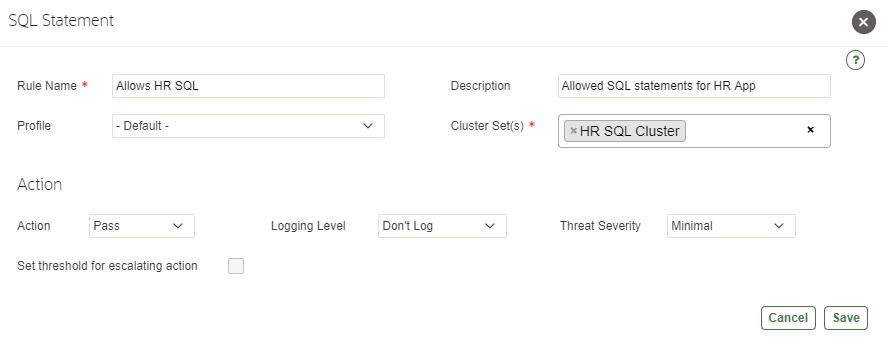 SQL Statement
?
Rule Name * Allows HR SQL Description Allowed SQL statements for HR App
Profile - Default - Cluster Set(s) * × HR SQL Cluster ×
Action
Action Pass Logging Level Don't Log Threat Severity Minimal
Set threshold for escalating action
Cancel Save